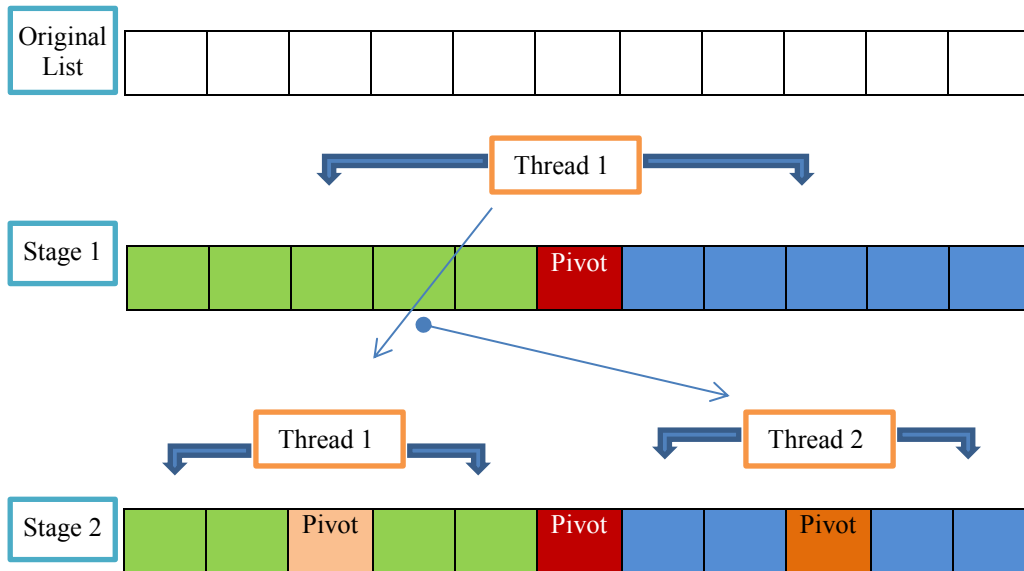 Original
List
Thread 1
Stage 1
Pivot
Thread 1
Thread 2
Stage 2
Pivot
Pivot
Pivot